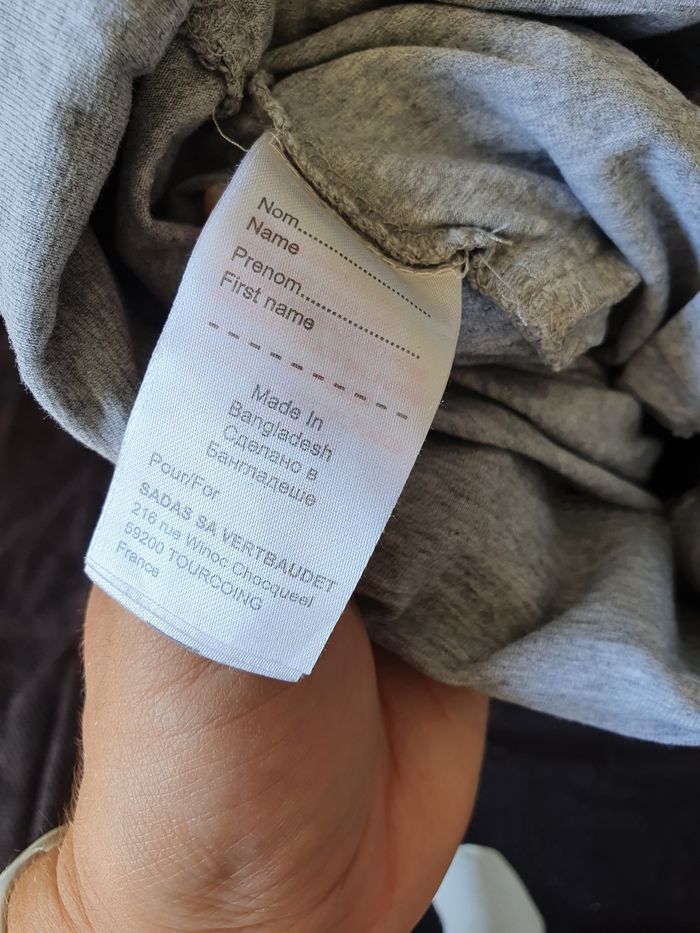 Nom..............................
Name
Prenom..........................
First name
Made In
Bangladesh
Сделано в
Бангладеше
Pour/For
SADAS SA VERTBAUDET
216 rue Winoc Chocqueel
59200 TOURCOING
France